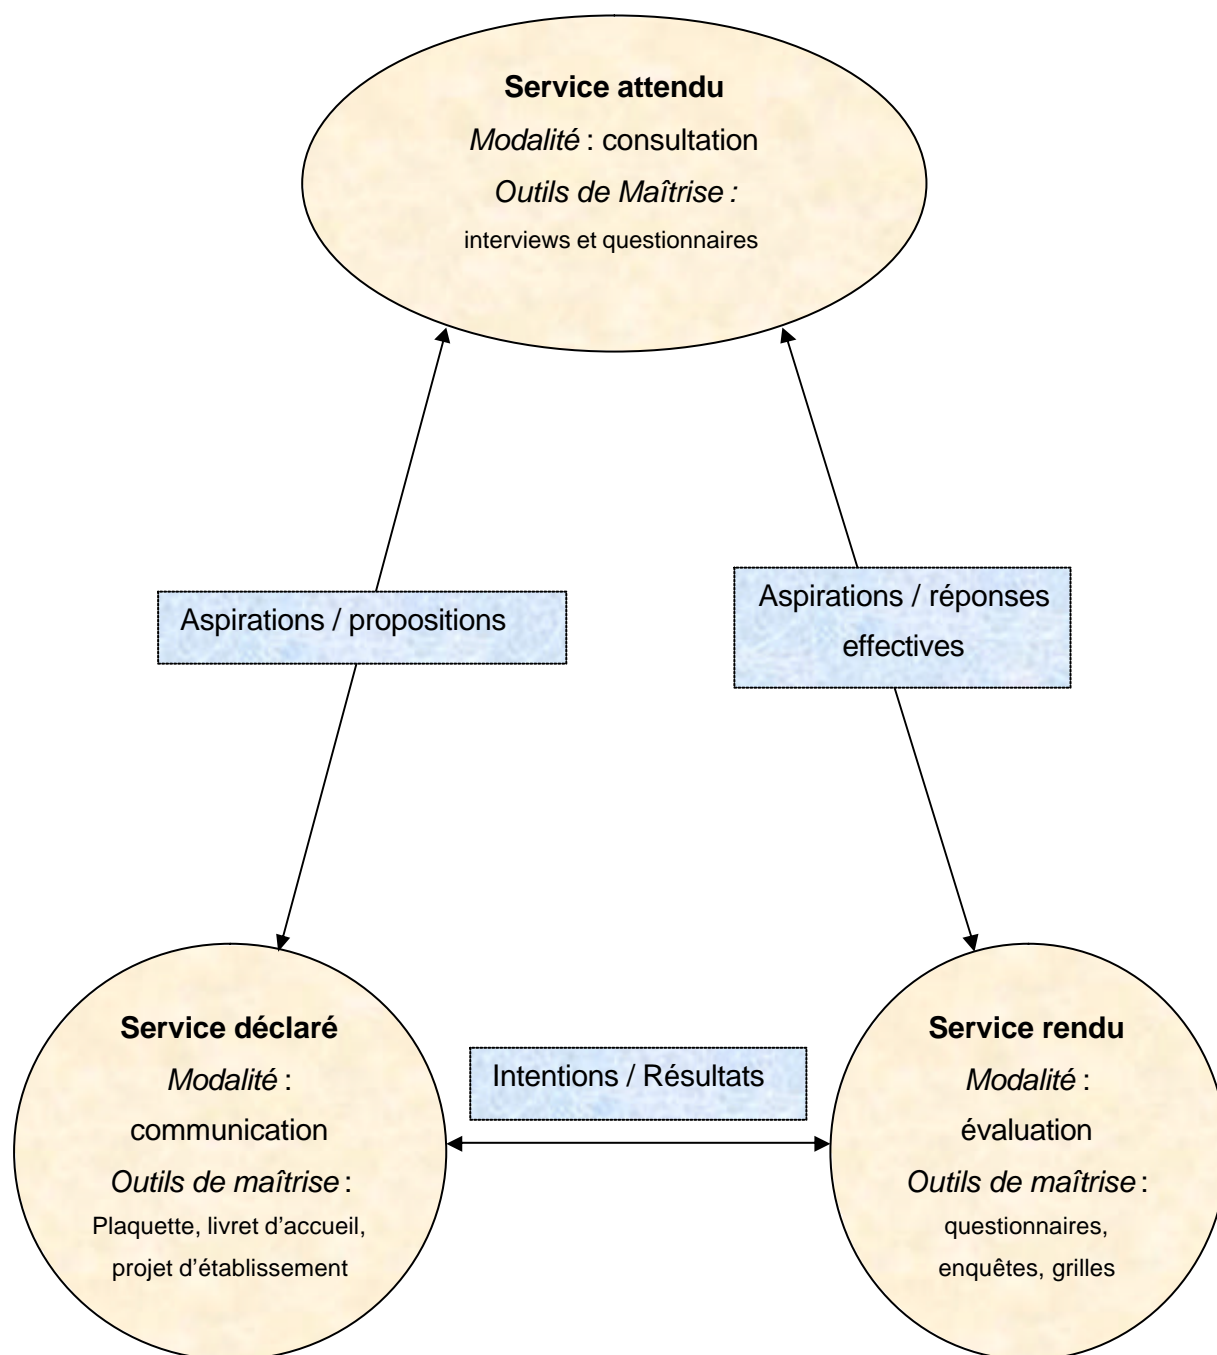 Service attendu
Modalité : consultation
Outils de Maîtrise :
interviews et questionnaires
Aspirations / propositions
Aspirations / réponses
effectives
Service déclaré
Modalité :
communication
Outils de maîtrise :
Plaquette, livret d’accueil,
projet d’établissement
Intentions / Résultats
Service rendu
Modalité :
évaluation
Outils de maîtrise :
questionnaires,
enquêtes, grilles